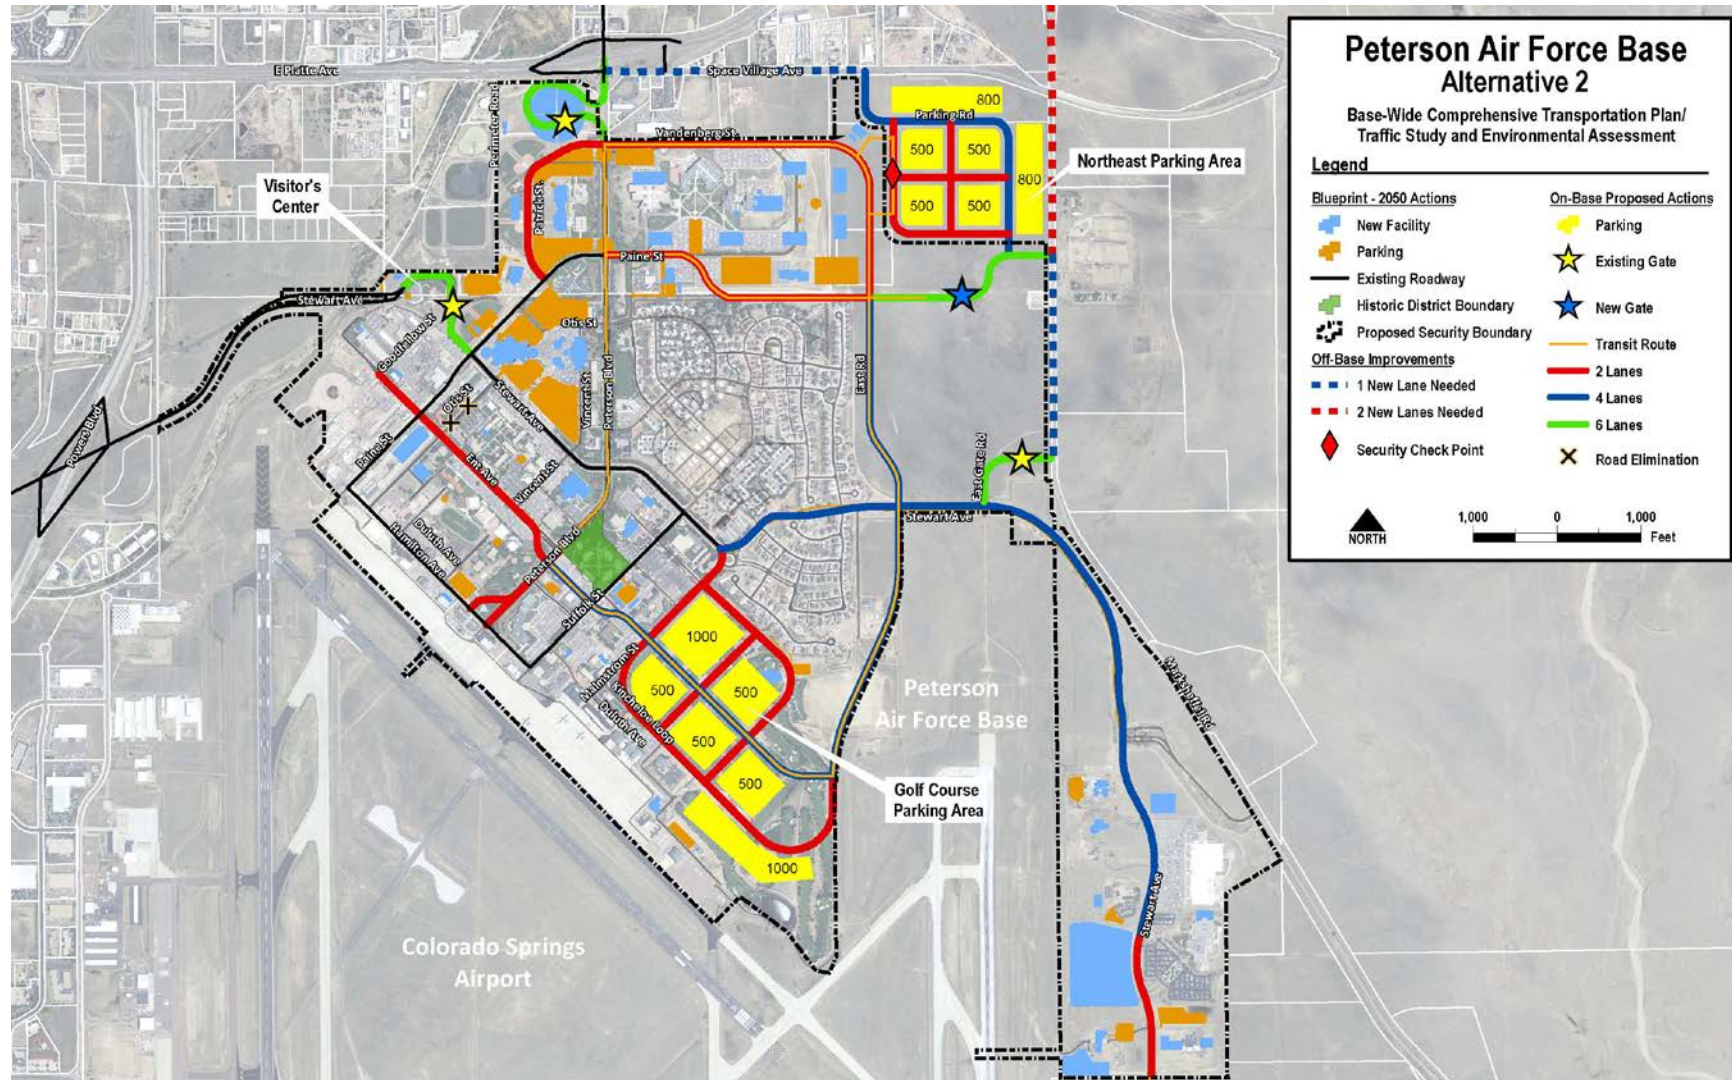 Peterson Air Force Base
Alternative 2
Base-Wide Comprehensive Transportation Plan/
Traffic Study and Environmental Assessment
Legend
Blueprint - 2050 Actions
New Facility
Parking
Existing Roadway
Historic District Boundary
Proposed Security Boundary
Off-Base Improvements
1 New Lane Needed
2 New Lanes Needed
Security Check Point
On-Base Proposed Actions
Parking
Existing Gate
New Gate
Transit Route
2 Lanes
4 Lanes
6 Lanes
Road Elimination
NORTH
1,000
0
1,000
Feet
E Platte Ave
Space Village Ave
Perimeter Road
Vandenberg St
Parking Rd
800
500
500
800
500
500
Northeast Parking Area
Visitor's
Center
Patrick St.
Paine St
Stewart Ave
Goodfellow St
Otis St
Vincent St
Peterson Blvd
East Rd
Otis St
Stewart Ave
Powers Blvd
Paine St
Ent Ave
Vincent St
East Gate Rd
Stewart Ave
Duluth Ave
Hamilton Ave
Peterson Blvd
Suffolk St
1000
Malmstrom St
500
500
Kincheloe Loop
Duluth Ave
500
500
1000
Peterson
Air Force Base
Marksheffel Rd
Golf Course
Parking Area
Colorado Springs
Airport
Stewart Ave